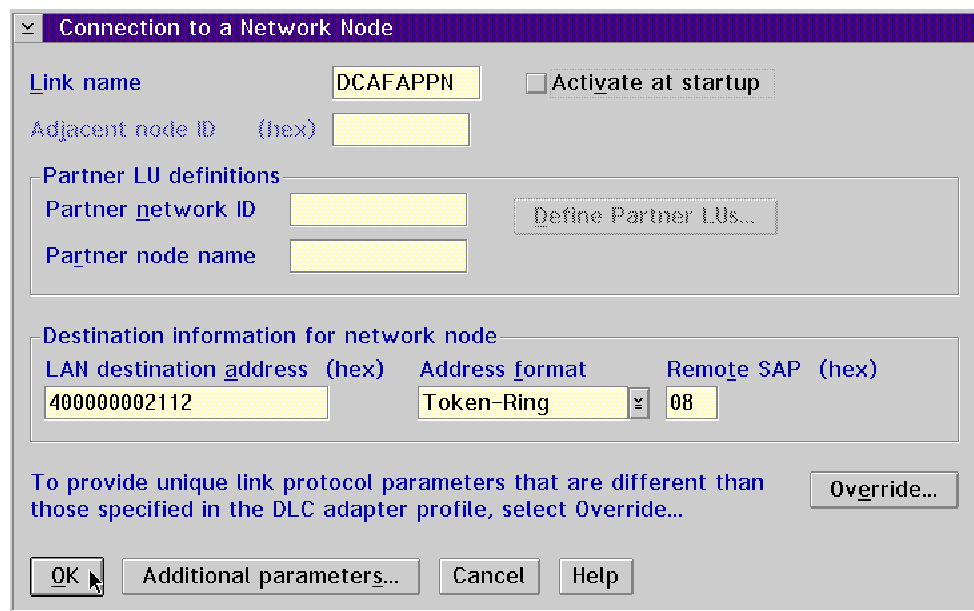 Connection to a Network Node
Link name DCAFAPPN Activate at startup
Adjacent node ID (hex)
Partner LU definitions
Partner network ID Define Partner LUs...
Partner node name
Destination information for network node
LAN destination address (hex) Address format Remote SAP (hex)
400000002112 Token-Ring 08
To provide unique link protocol parameters that are different than
those specified in the DLC adapter profile, select Override...
Override...
OK Additional parameters... Cancel Help